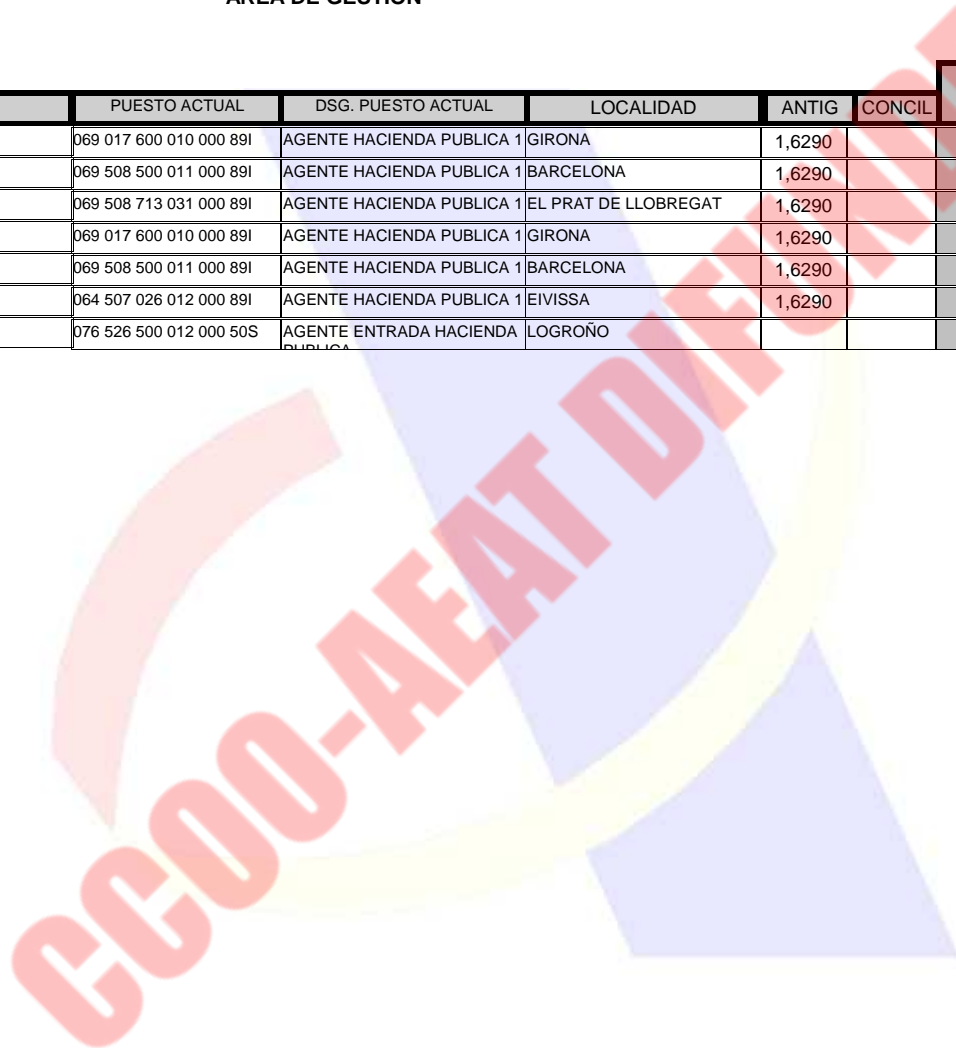 AREA DE GESTION
PUESTO ACTUAL DSG. PUESTO ACTUAL LOCALIDAD ANTIG CONCIL
069 017 600 010 000 89I AGENTE HACIENDA PUBLICA 1 GIRONA 1,6290
069 508 500 011 000 89I AGENTE HACIENDA PUBLICA 1 BARCELONA 1,6290
069 508 713 031 000 89I AGENTE HACIENDA PUBLICA 1 EL PRAT DE LLOBREGAT 1,6290
069 017 600 010 000 89I AGENTE HACIENDA PUBLICA 1 GIRONA 1,6290
069 508 500 011 000 89I AGENTE HACIENDA PUBLICA 1 BARCELONA 1,6290
064 507 026 012 000 89I AGENTE HACIENDA PUBLICA 1 EIVISSA 1,6290
076 526 500 012 000 50S AGENTE ENTRADA HACIENDA LOGROÑO
PUBLICA
CCOO-AEAT